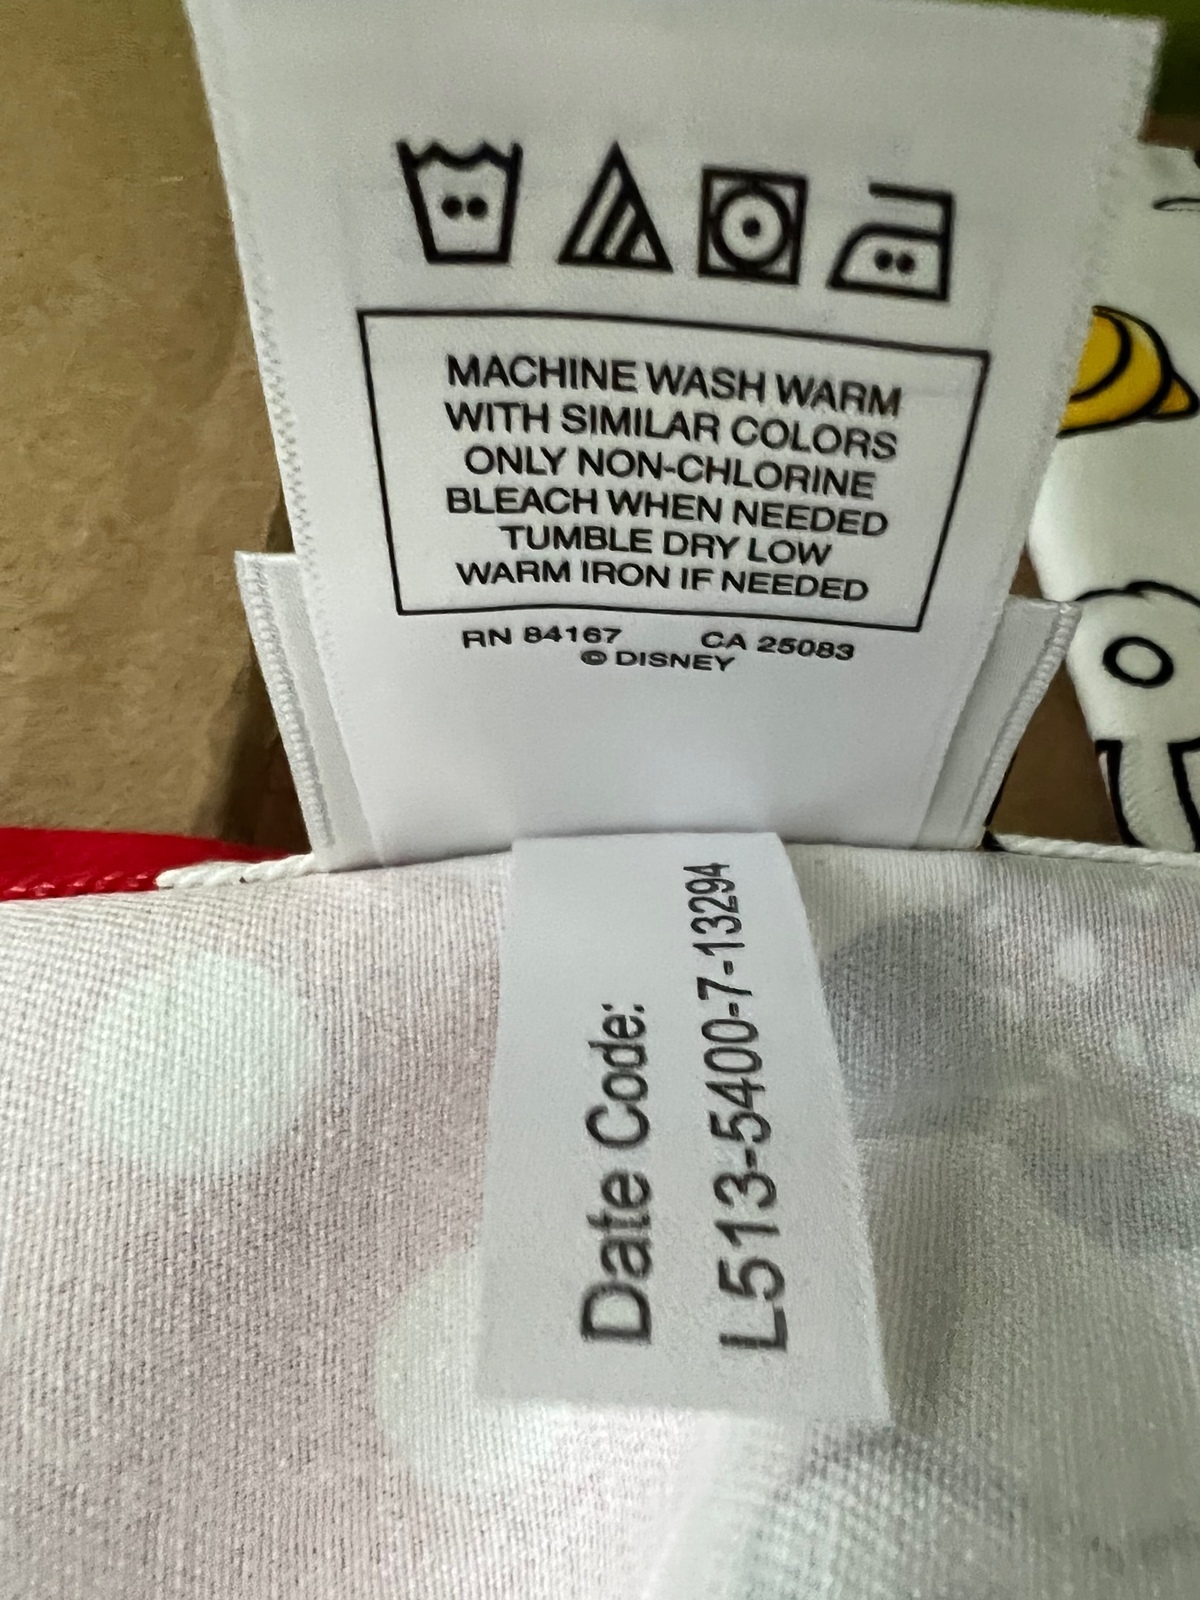 MACHINE WASH WARM
WITH SIMILAR COLORS
ONLY NON-CHLORINE
BLEACH WHEN NEEDED
TUMBLE DRY LOW
WARM IRON IF NEEDED
RN 84167 CA 25083
© DISNEY
Date Code:
L513-5400-7-13294